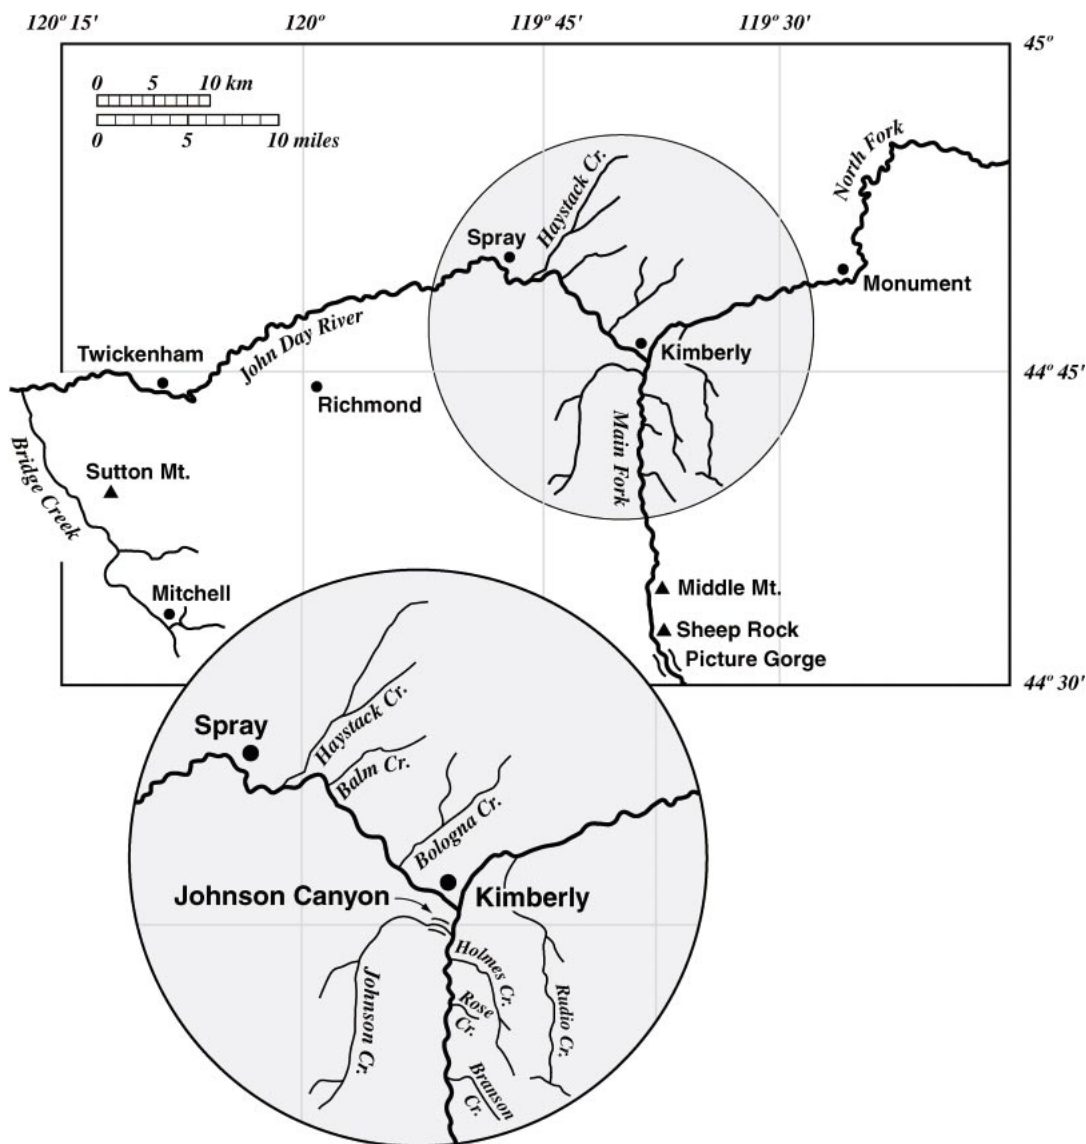 120º 15'
120º
119º 45'
119º 30'
45º
0 5 10 km
0 5 10 miles
North Fork
Haystack Cr.
Spray
Monument
John Day River
Kimberly
Twickenham
44º 45'
Richmond
Main Fork
Bridge Creek
Sutton Mt.
Middle Mt.
Mitchell
Sheep Rock
Picture Gorge
44º 30'
Spray
Haystack Cr.
Balm Cr.
Bologna Cr.
Johnson Canyon
Kimberly
Holmes Cr.
Johnson Cr.
Rose
Cr.
Rudio Cr.
Branson
Cr.